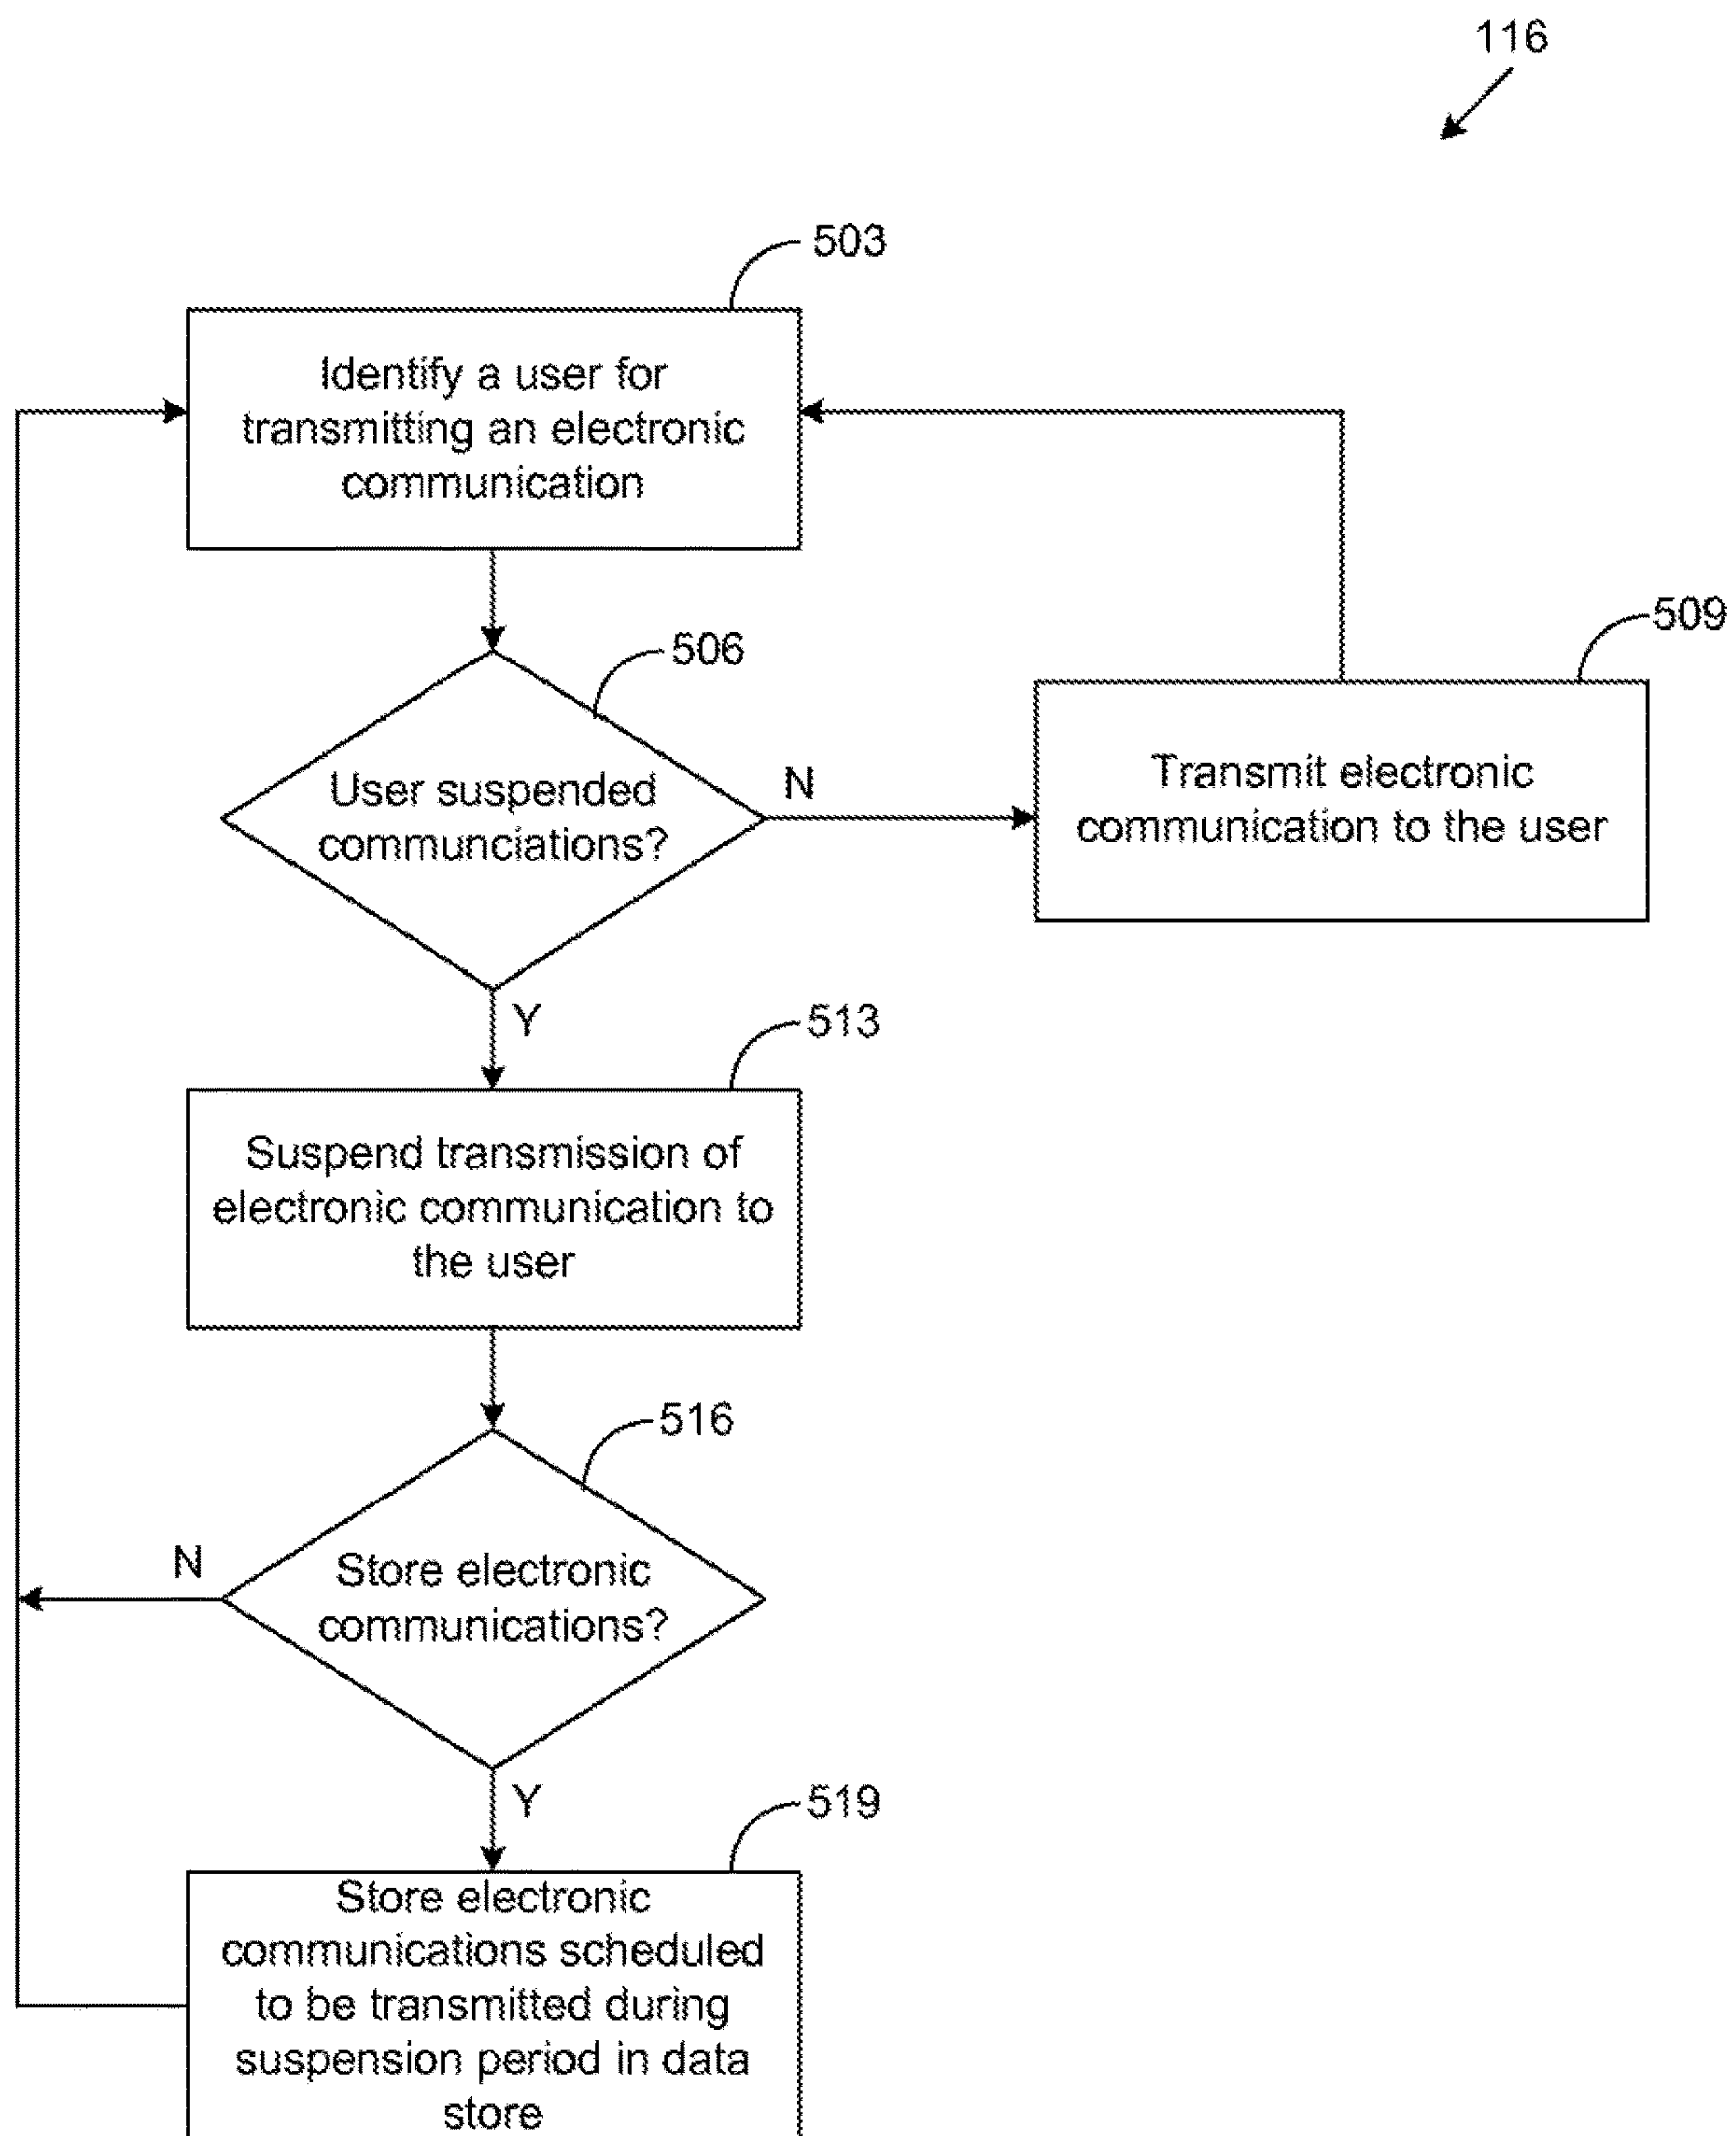 116
503
Identify a user for
transmitting an electronic
communication
506
509
User suspended
communciations?
N
Transmit electronic
communication to the user
Y
513
Suspend transmission of
electronic communication to
the user
516
N
Store electronic
communications?
Y
519
Store electronic
communications scheduled
to be transmitted during
suspension period in data
store